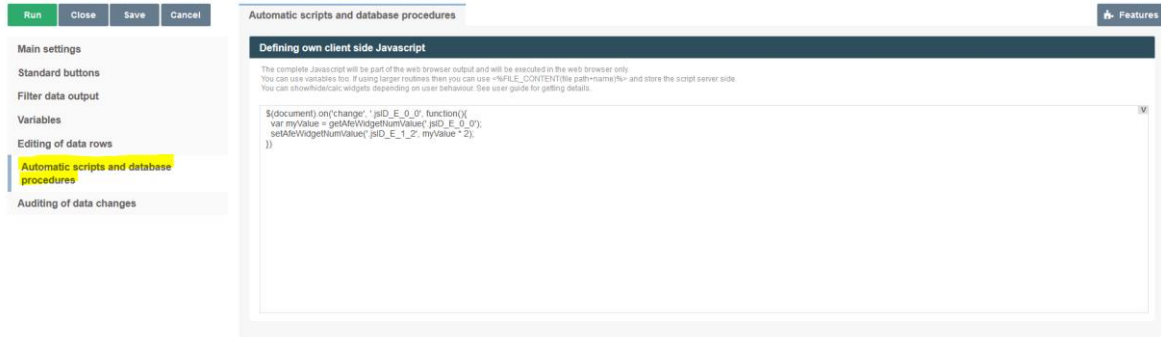 Run Close Save Cancel
Automatic scripts and database procedures
Features
Main settings
Standard buttons
Filter data output
Variables
Editing of data rows
Automatic scripts and database
procedures
Auditing of data changes
Defining own client side Javascript
The complete Javascript will be part of the web browser output and will be executed in the web browser only.
You can use variables too. If using larger routines then you can use <%FILE_CONTENT(file path+name)%> and store the script server side.
You can show/hide/calc widgets depending on user behaviour. See user guide for getting details.
V
$(document).on('change', '.jsID_E_0_0', function(){
var myValue = getAfeWidgetNumValue('.jsID_E_0_0');
setAfeWidgetNumValue('.jsID_E_1_2', myValue * 2);
})